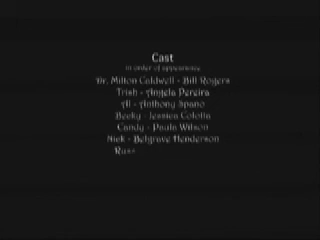 Cast
in order of appearance
Dr. Milton Caldwell - Bill Rogers
Trish - Angela Pereira
Al - Anthony Spano
Becky - Jessica
Candy - Paula Wilson
Nick - Belgrave Henderson
Russ